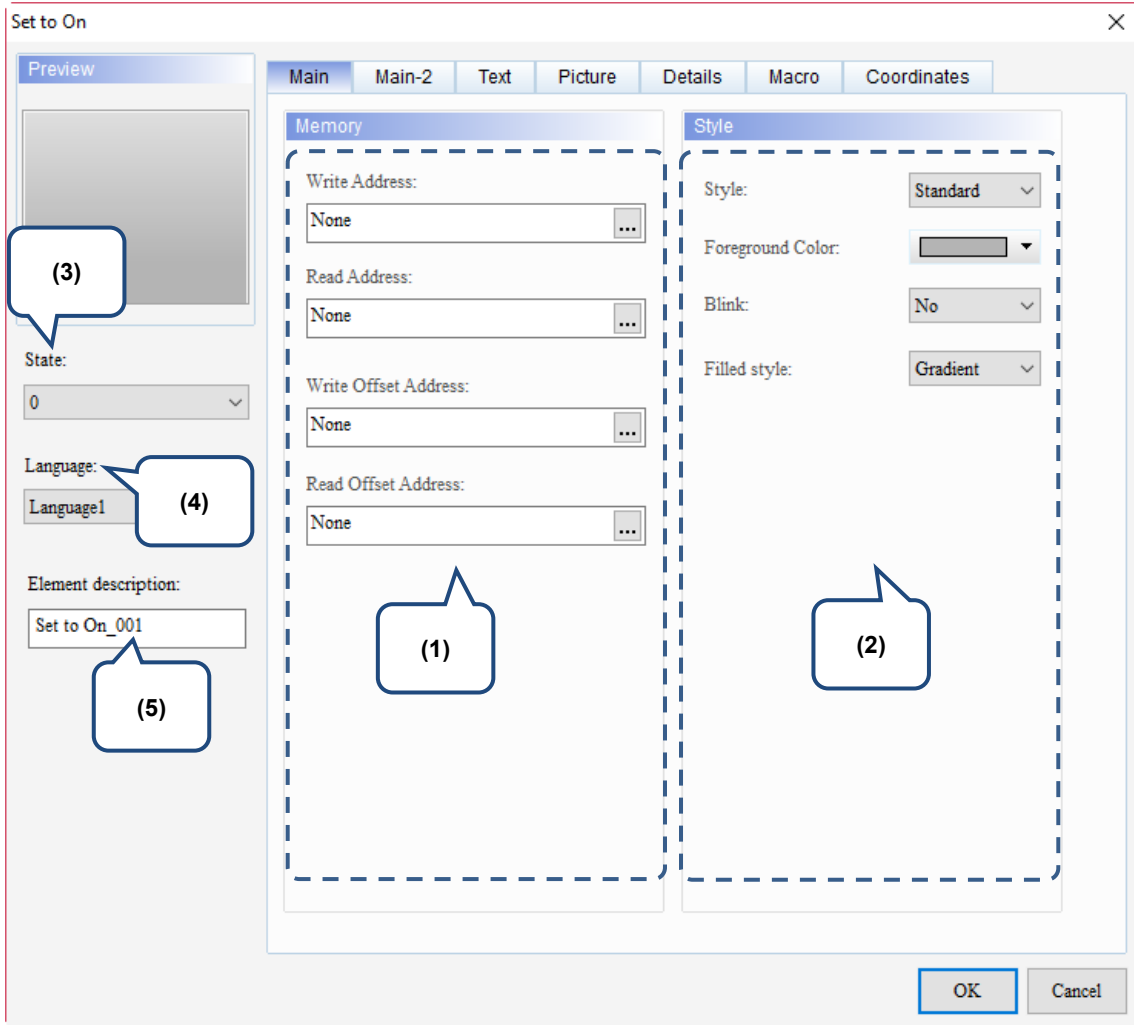 Set to On
Preview
Main Main-2 Text Picture Details Macro Coordinates
Memory
Style
Write Address:
None
...
Read Address:
None
...
Write Offset Address:
None
...
Read Offset Address:
None
...
(1)
Style:
Standard
Foreground Color:
Blink:
No
Filled style:
Gradient
(2)
(3)
State:
0
Language:
Language1
(4)
Element description:
Set to On_001
(5)
OK
Cancel